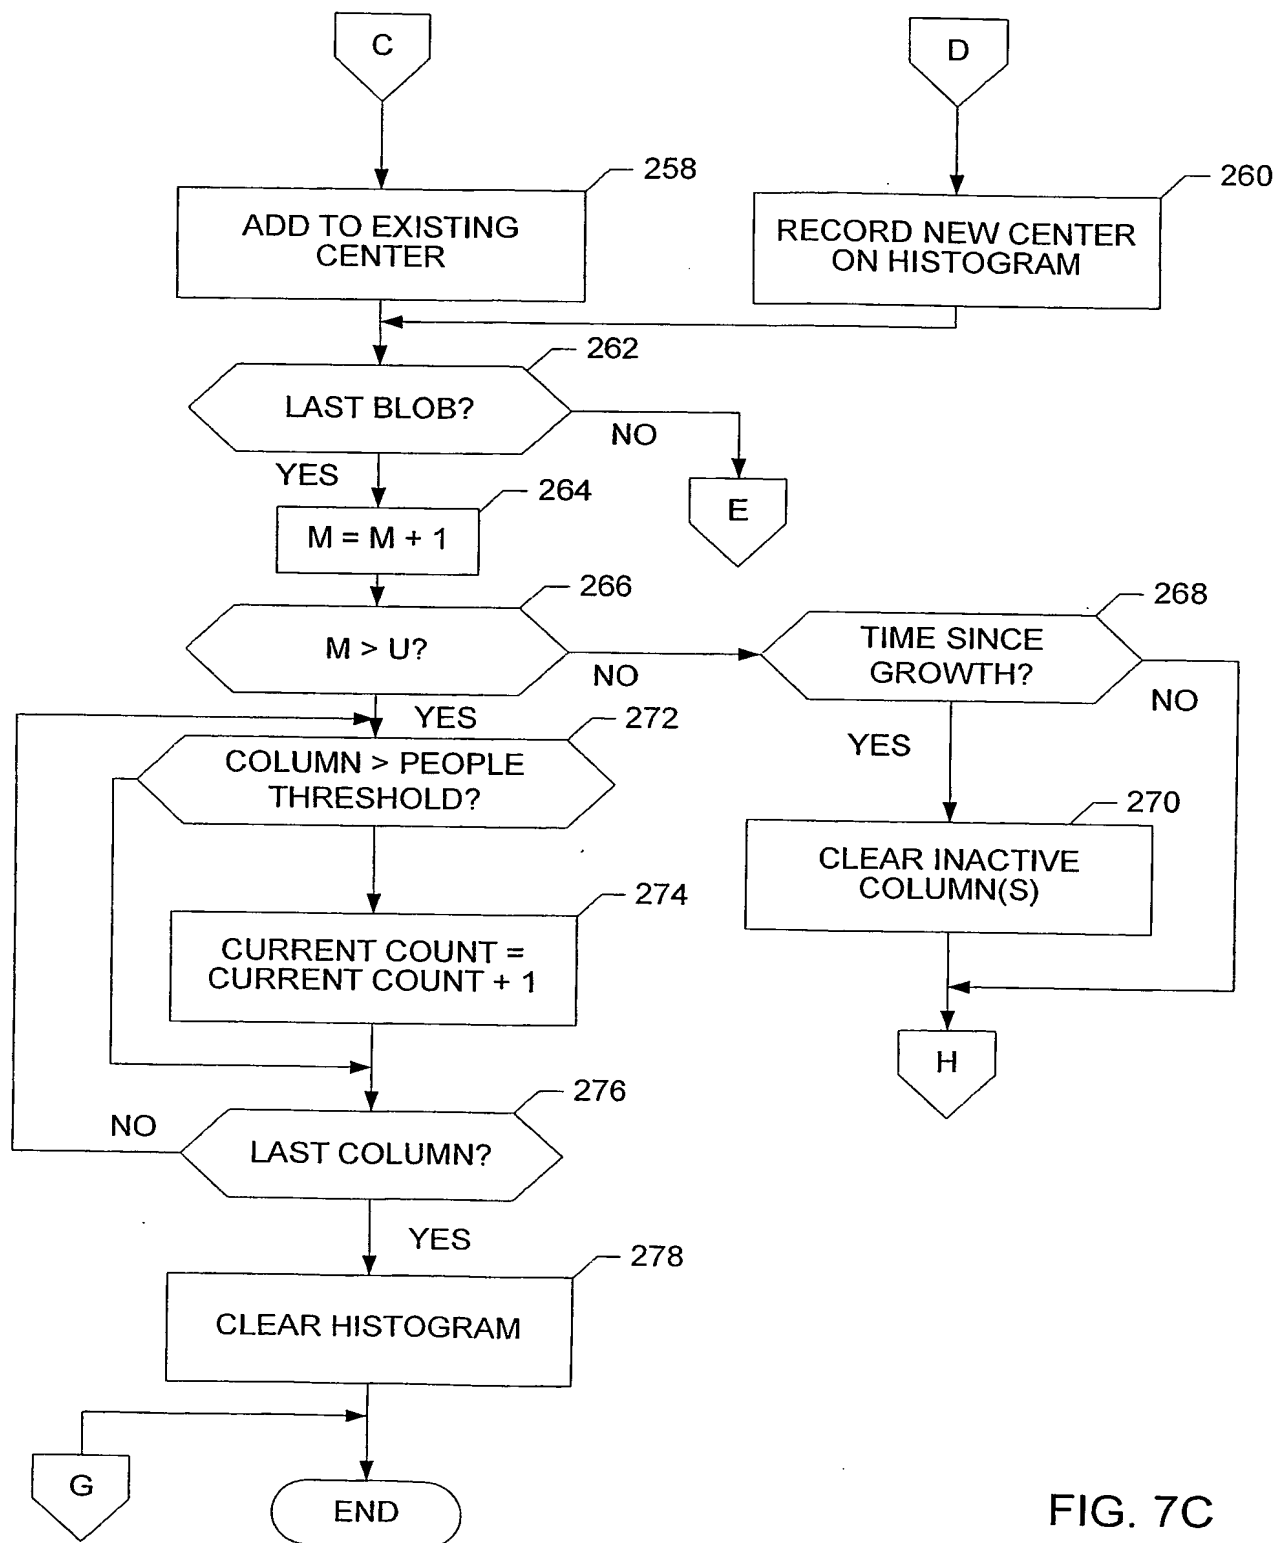 C
D
258
260
ADD TO EXISTING
CENTER
RECORD NEW CENTER
ON HISTOGRAM
262
LAST BLOB?
NO
YES
E
264
M = M + 1
266
M > U?
NO
268
TIME SINCE
GROWTH?
NO
YES
YES
272
COLUMN > PEOPLE
THRESHOLD?
270
CLEAR INACTIVE
COLUMN(S)
274
CURRENT COUNT =
CURRENT COUNT + 1
H
276
NO
LAST COLUMN?
YES
278
CLEAR HISTOGRAM
G
END
FIG. 7C